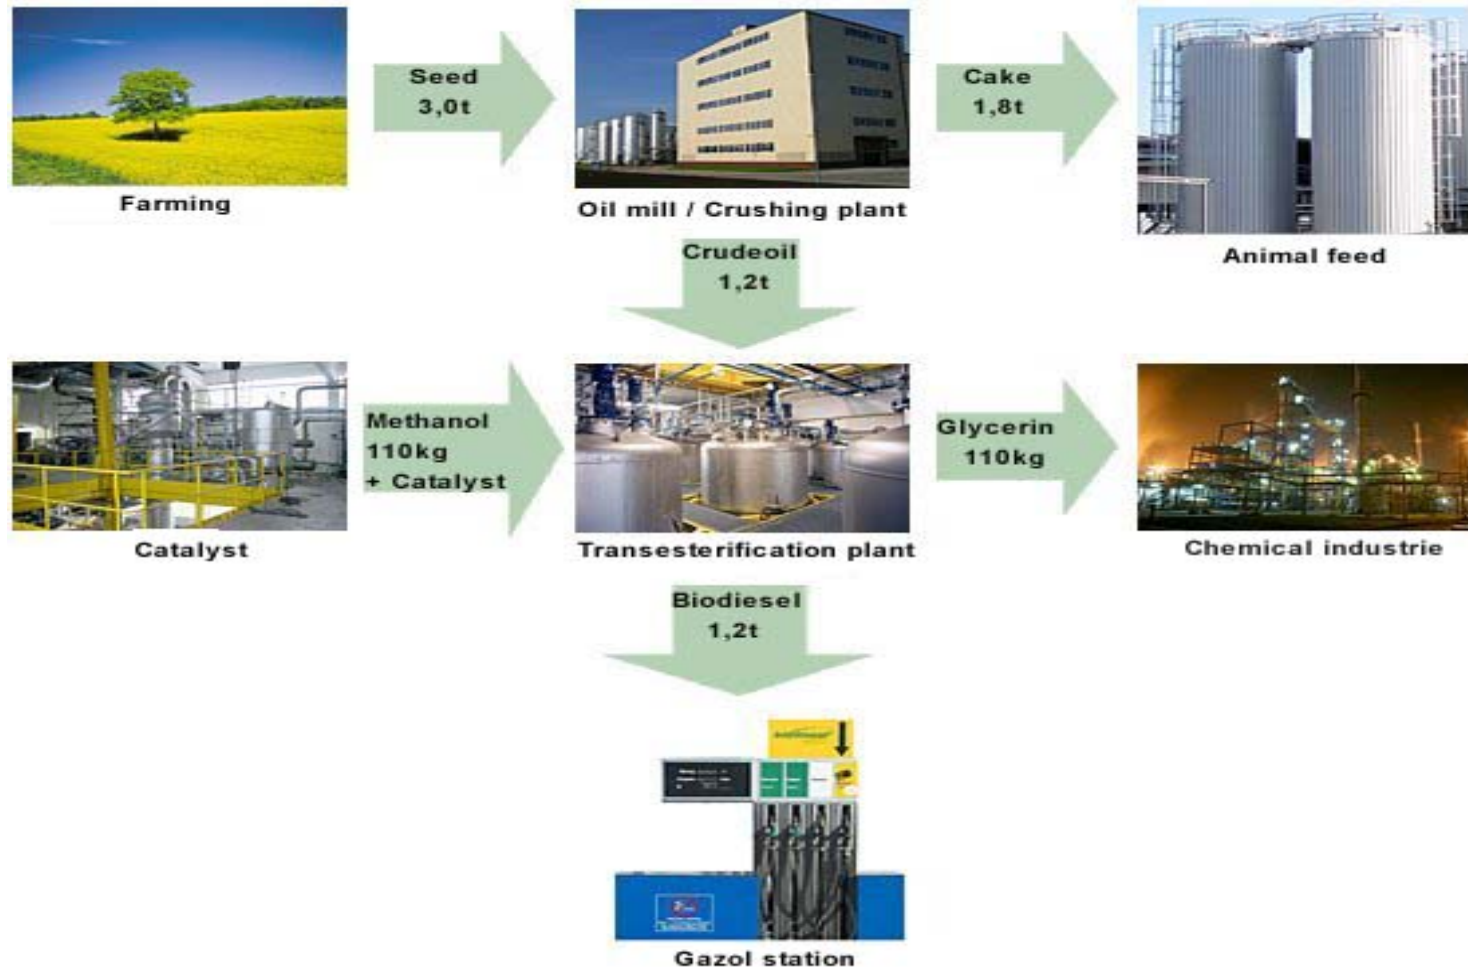 Seed
3,0t
Cake
1,8t
Farming
Oil mill / Crushing plant
Animal feed
Crudeoil
1,2t
Methanol
110kg
+ Catalyst
Glycerin
110kg
Catalyst
Transesterification plant
Chemical industrie
Biodiesel
1,2t
Gazol station